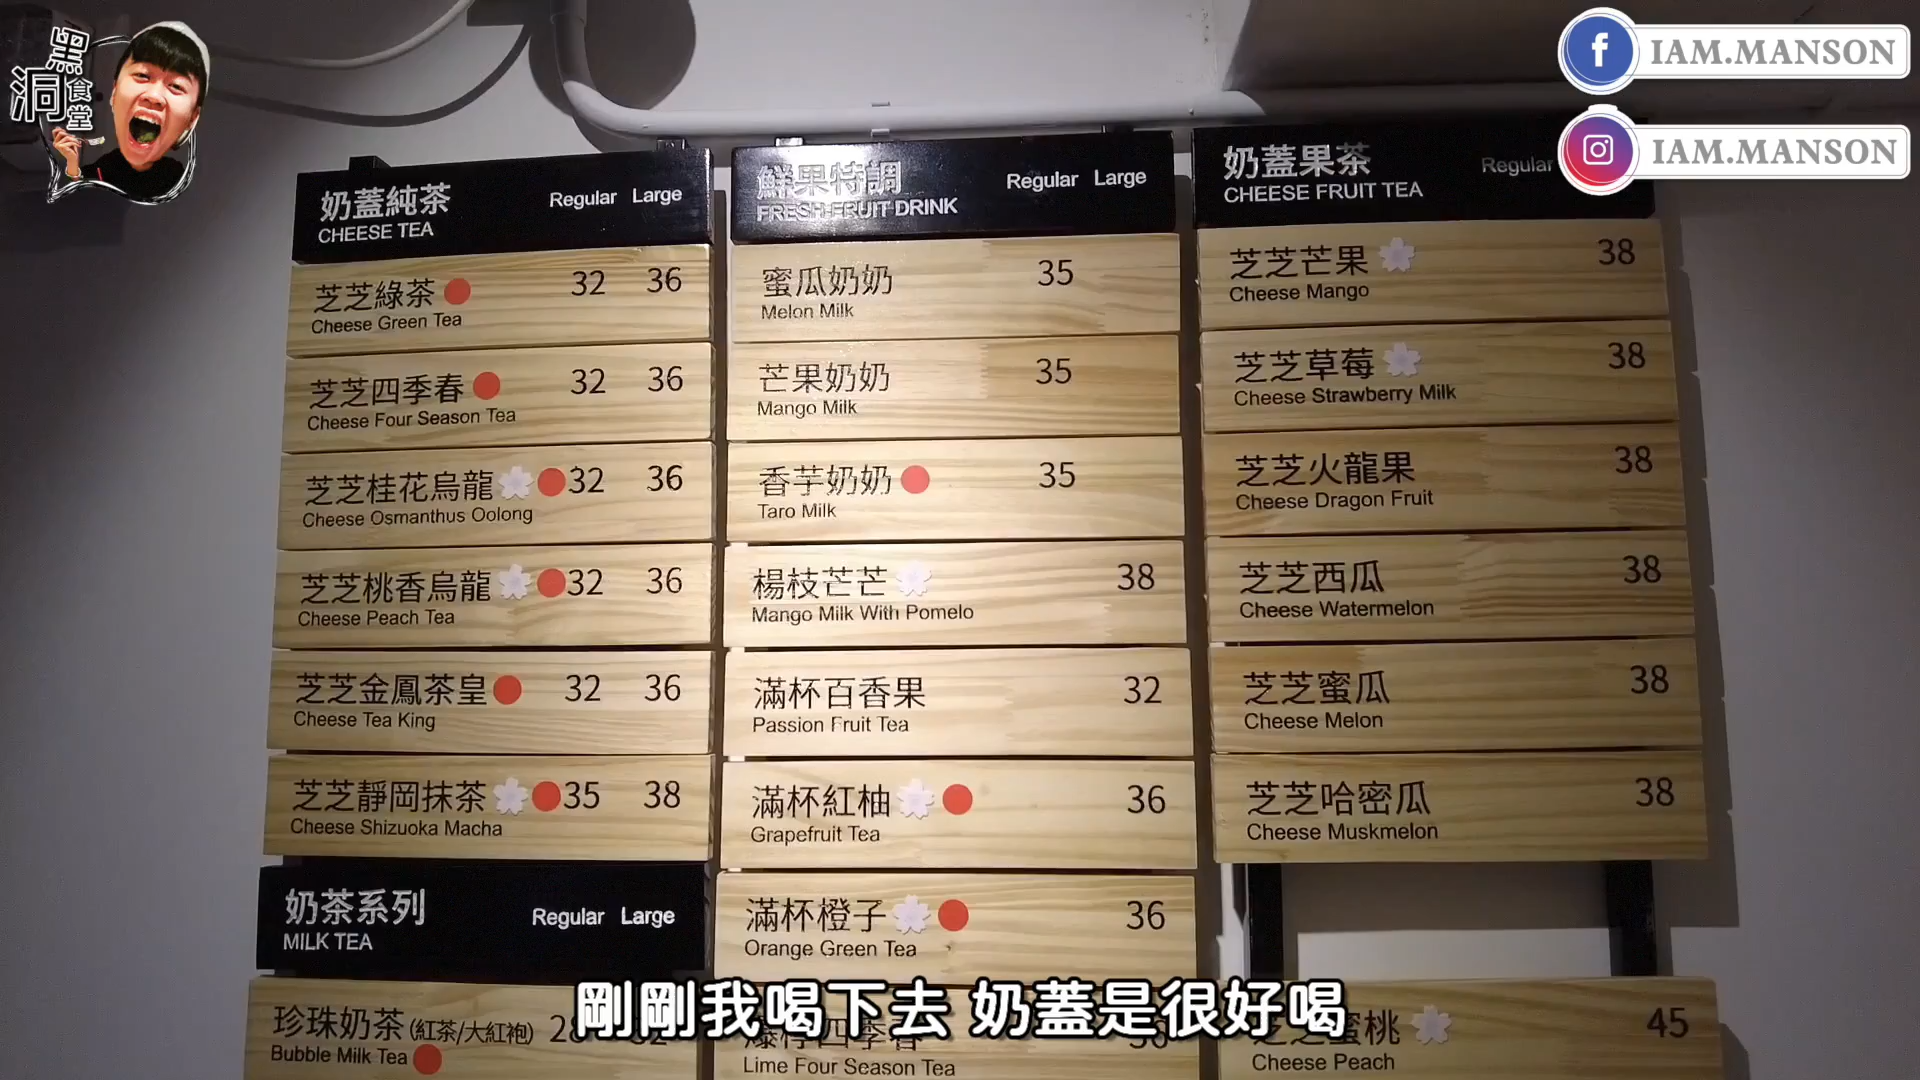 黑洞食堂
IAM.MANSON
IAM.MANSON
奶蓋純茶 Regular Large
CHEESE TEA
芝芝綠茶 32 36
Cheese Green Tea
芝芝四季春 32 36
Cheese Four Season Tea
芝芝桂花烏龍 32 36
Cheese Osmanthus Oolong
芝芝桃香烏龍 32 36
Cheese Peach Tea
芝芝金鳳茶皇 32 36
Cheese Tea King
芝芝靜岡抹茶 35 38
Cheese Shizuoka Macha
奶茶系列 Regular Large
MILK TEA
珍珠奶茶(紅茶/大紅袍)
Bubble Milk Tea
鮮果特調 Regular Large
FRESH FRUIT DRINK
蜜瓜奶奶 35
Melon Milk
芒果奶奶 35
Mango Milk
香芋奶奶 35
Taro Milk
楊枝芒芒 38
Mango Milk With Pomelo
滿杯百香果 32
Passion Fruit Tea
滿杯紅柚 36
Grapefruit Tea
滿杯橙子 36
Orange Green Tea
Lime Four Season Tea
奶蓋果茶 Regular
CHEESE FRUIT TEA
芝芝芒果 38
Cheese Mango
芝芝草莓 38
Cheese Strawberry Milk
芝芝火龍果 38
Cheese Dragon Fruit
芝芝西瓜 38
Cheese Watermelon
芝芝蜜瓜 38
Cheese Melon
芝芝哈密瓜 38
Cheese Muskmelon
桃 45
Cheese Peach
剛剛我喝下去 奶蓋是很好喝